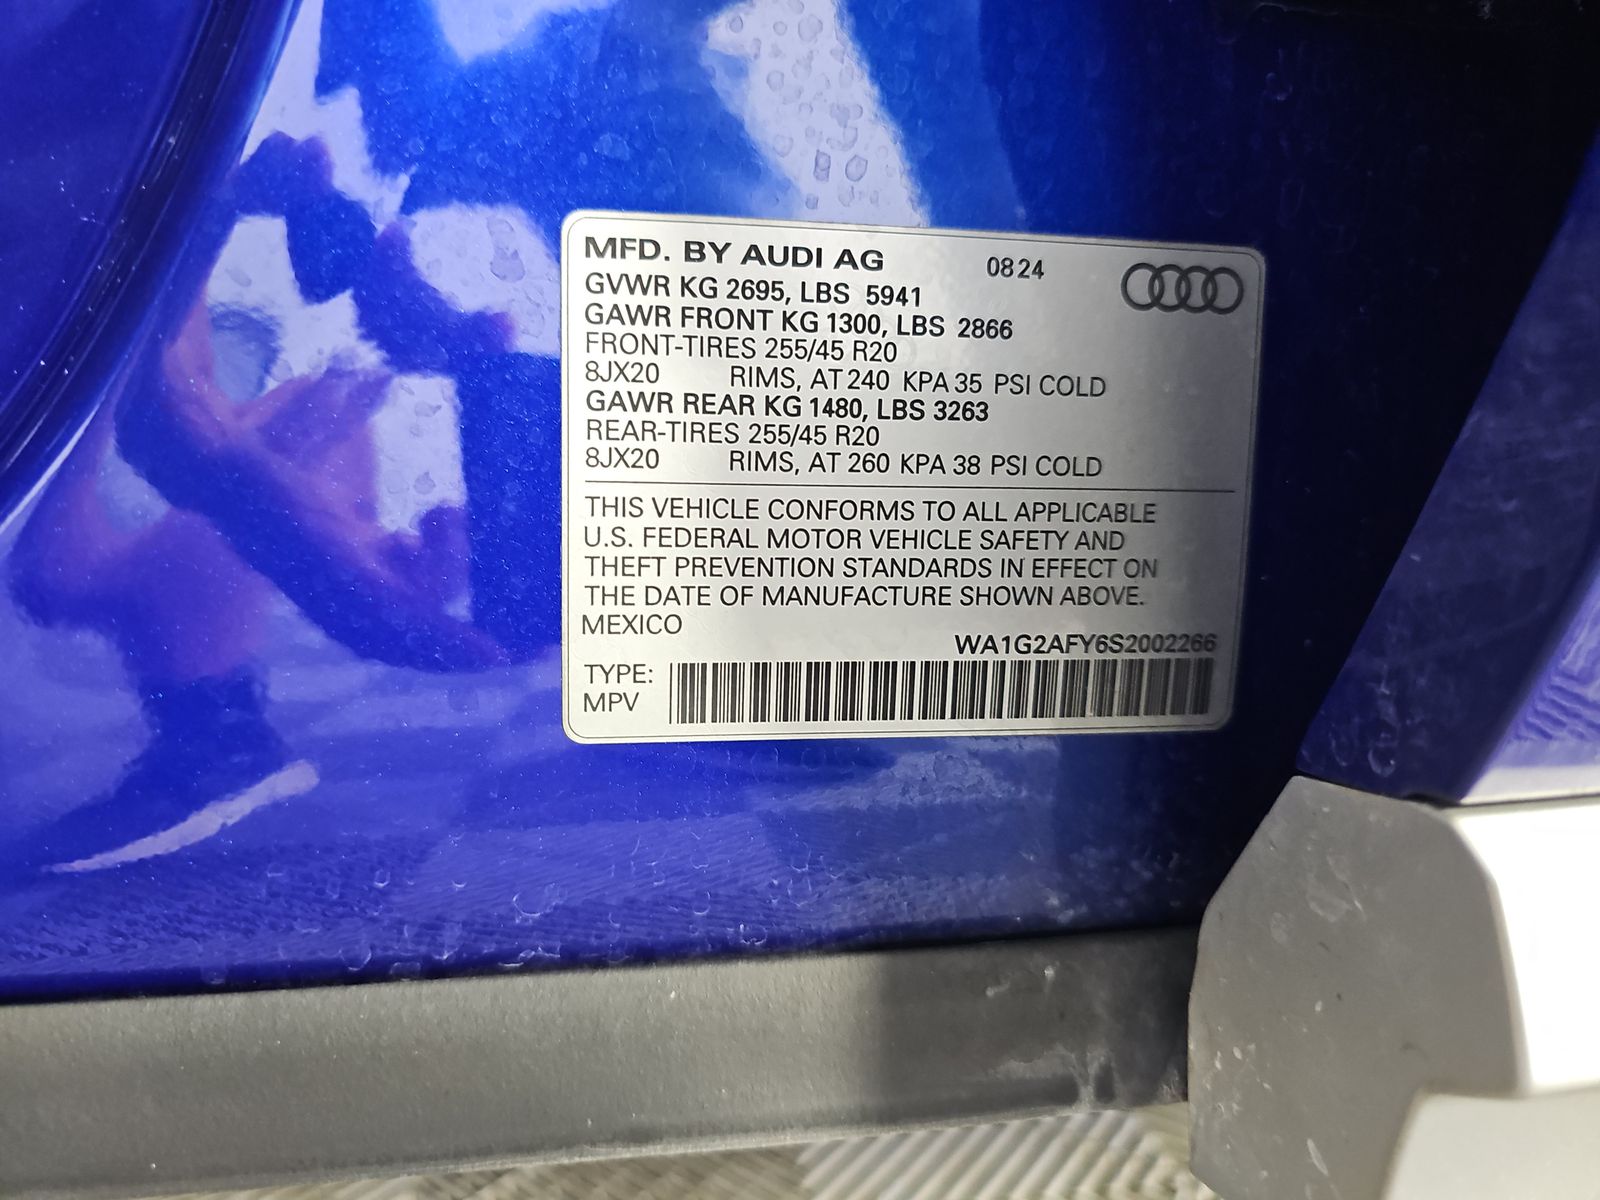 MFD. BY AUDI AG 0824
GVWR KG 2695, LBS 5941
GAWR FRONT KG 1300, LBS 2866
FRONT-TIRES 255/45 R20
8JX20 RIMS, AT 240 KPA 35 PSI COLD
GAWR REAR KG 1480, LBS 3263
REAR-TIRES 255/45 R20
8JX20 RIMS, AT 260 KPA 38 PSI COLD
THIS VEHICLE CONFORMS TO ALL APPLICABLE
U.S. FEDERAL MOTOR VEHICLE SAFETY AND
THEFT PREVENTION STANDARDS IN EFFECT ON
THE DATE OF MANUFACTURE SHOWN ABOVE.
MEXICO
WA1G2AFY6S2002266
TYPE:
MPV